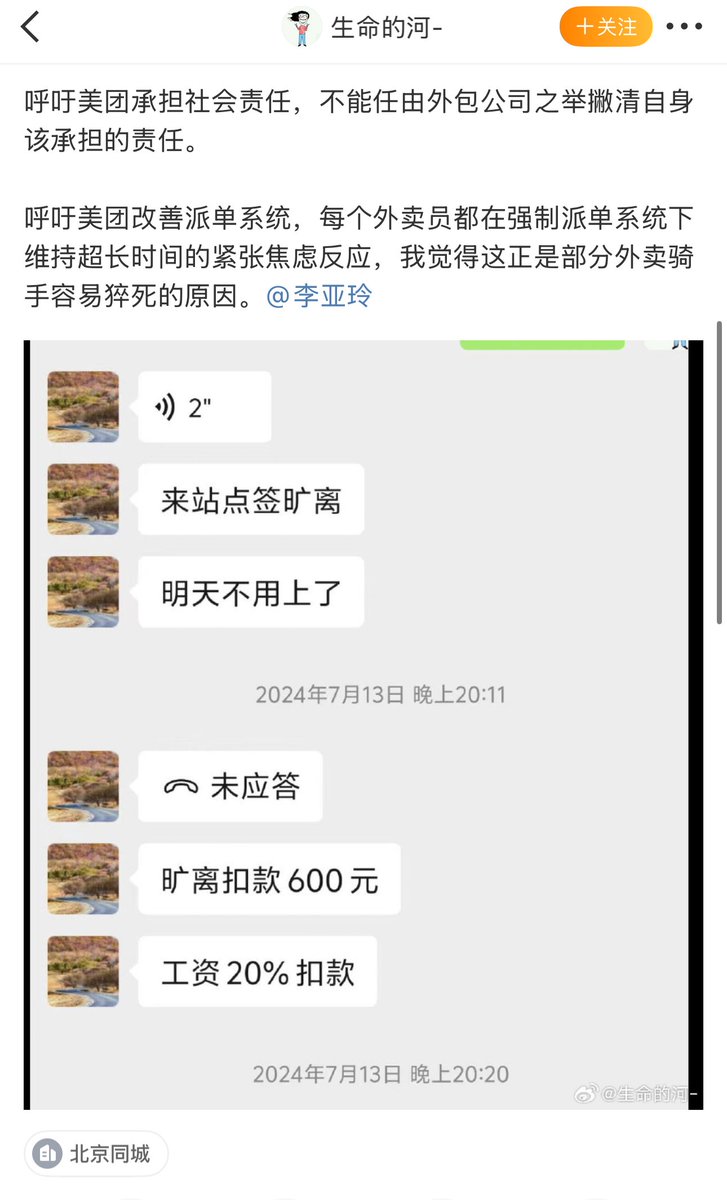 生命的河-
＋关注
呼吁美团承担社会责任，不能任由外包公司之举撇清自身
该承担的责任。
呼吁美团改善派单系统，每个外卖员都在强制派单系统下
维持超长时间的紧张焦虑反应，我觉得这正是部分外卖骑
手容易猝死的原因。@李亚玲
2"
来站点签旷离
明天不用上了
2024年7月13日 晚上20:11
未应答
旷离扣款600元
工资20%扣款
2024年7月13日 晚上20:20
@生命的河-
北京同城